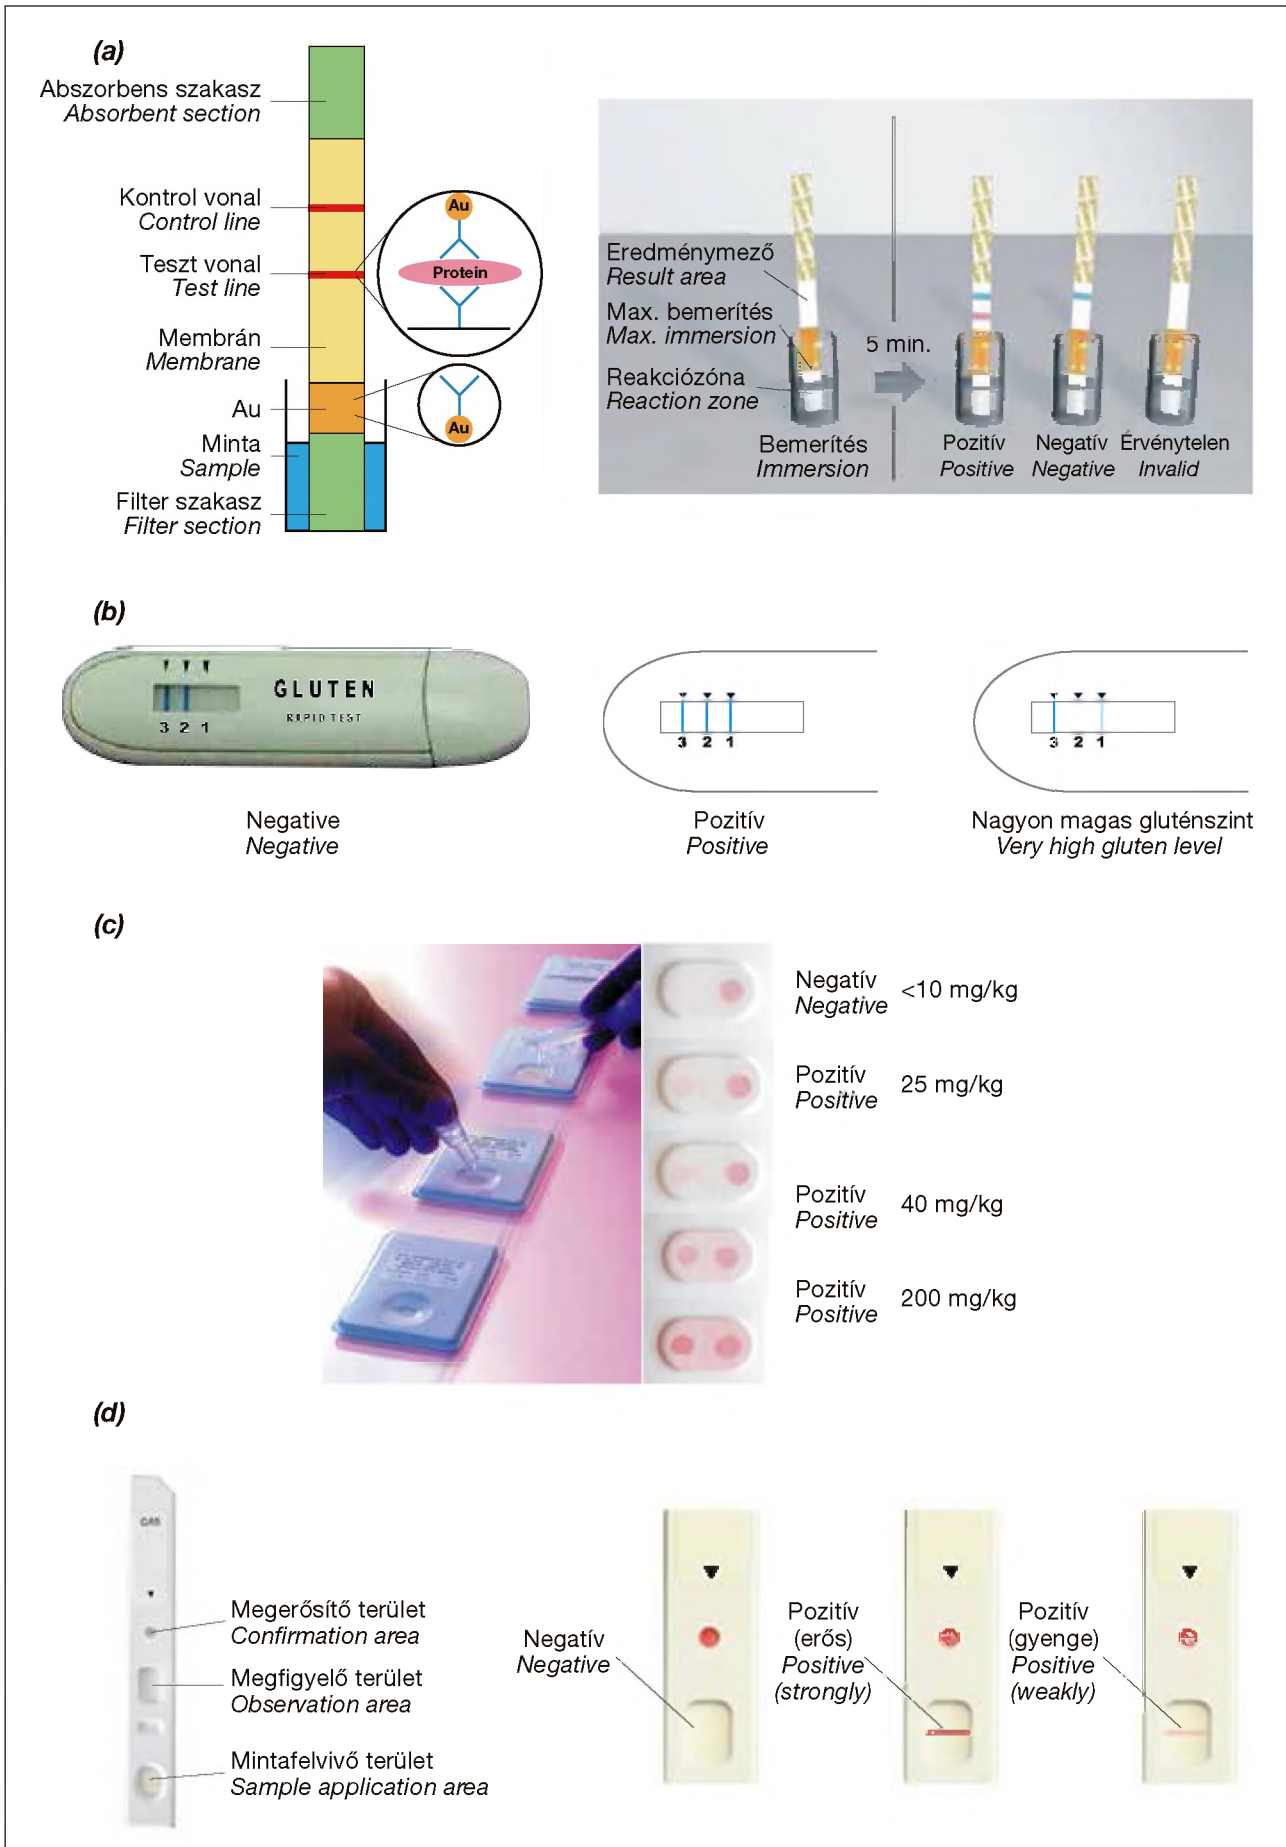 (a)
Abszorbens szakasz
Absorbent section
Kontrol vonal
Control line
Teszt vonal
Test line
Membrán
Membrane
Au
Minta
Sample
Filter szakasz
Filter section
Au
Protein
Au
Eredménymező
Result area
Max. bemerítés
Max. immersion
Reakciózóna
Reaction zone
5 min.
Bemerítés
Immersion
Pozitív
Positive
Negatív
Negative
Érvénytelen
Invalid
(b)
GLUTEN
RAPID TEST
3 2 1
Negative
Negative
3 2 1
Pozitív
Positive
3 2 1
Nagyon magas gluténszint
Very high gluten level
(c)
Negatív
Negative
<10 mg/kg
Pozitív
Positive
25 mg/kg
Pozitív
Positive
40 mg/kg
Pozitív
Positive
200 mg/kg
(d)
Megerősítő terület
Confirmation area
Megfigyelő terület
Observation area
Mintafelvivő terület
Sample application area
Negatív
Negative
Pozitív
(erős)
Positive
(strongly)
Pozitív
(gyenge)
Positive
(weakly)